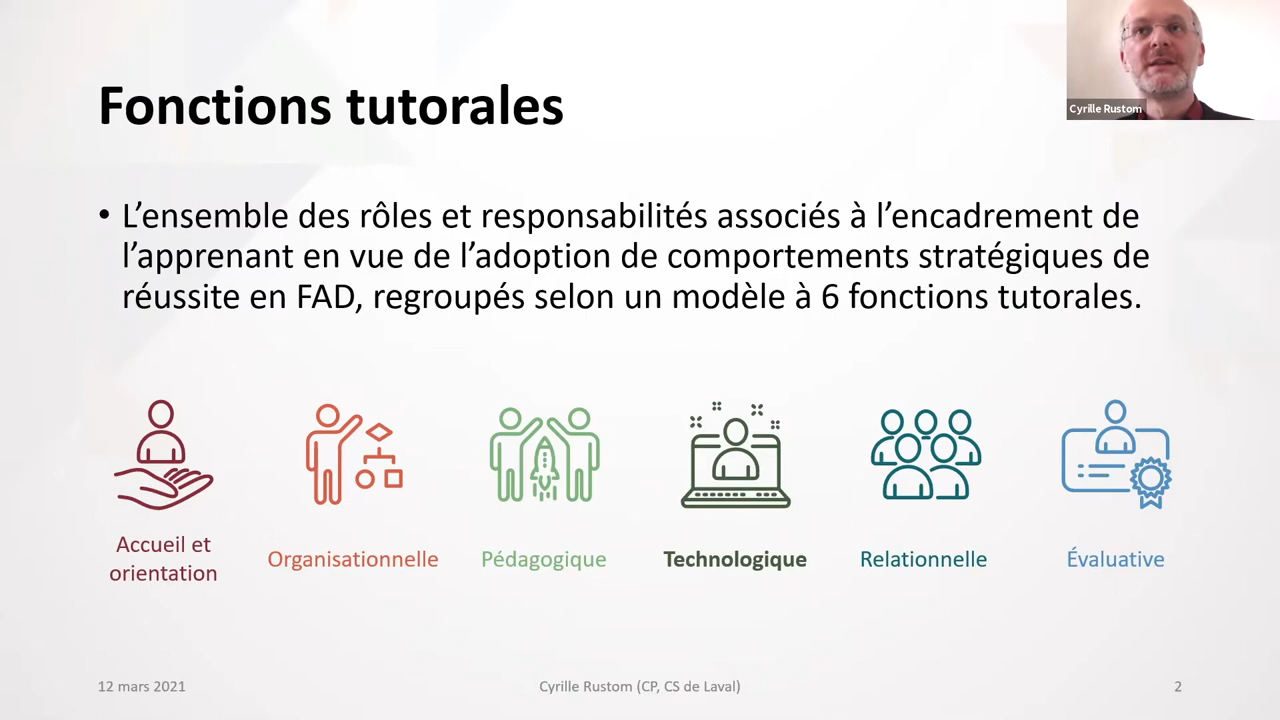 Fonctions tutorales
Cyrille Rustom
• L’ensemble des rôles et responsabilités associés à l’encadrement de
l’apprenant en vue de l’adoption de comportements stratégiques de
réussite en FAD, regroupés selon un modèle à 6 fonctions tutorales.
Accueil et
orientation
Organisationnelle
Pédagogique
Technologique
Relationnelle
Évaluative
12 mars 2021
Cyrille Rustom (CP, CS de Laval)
2